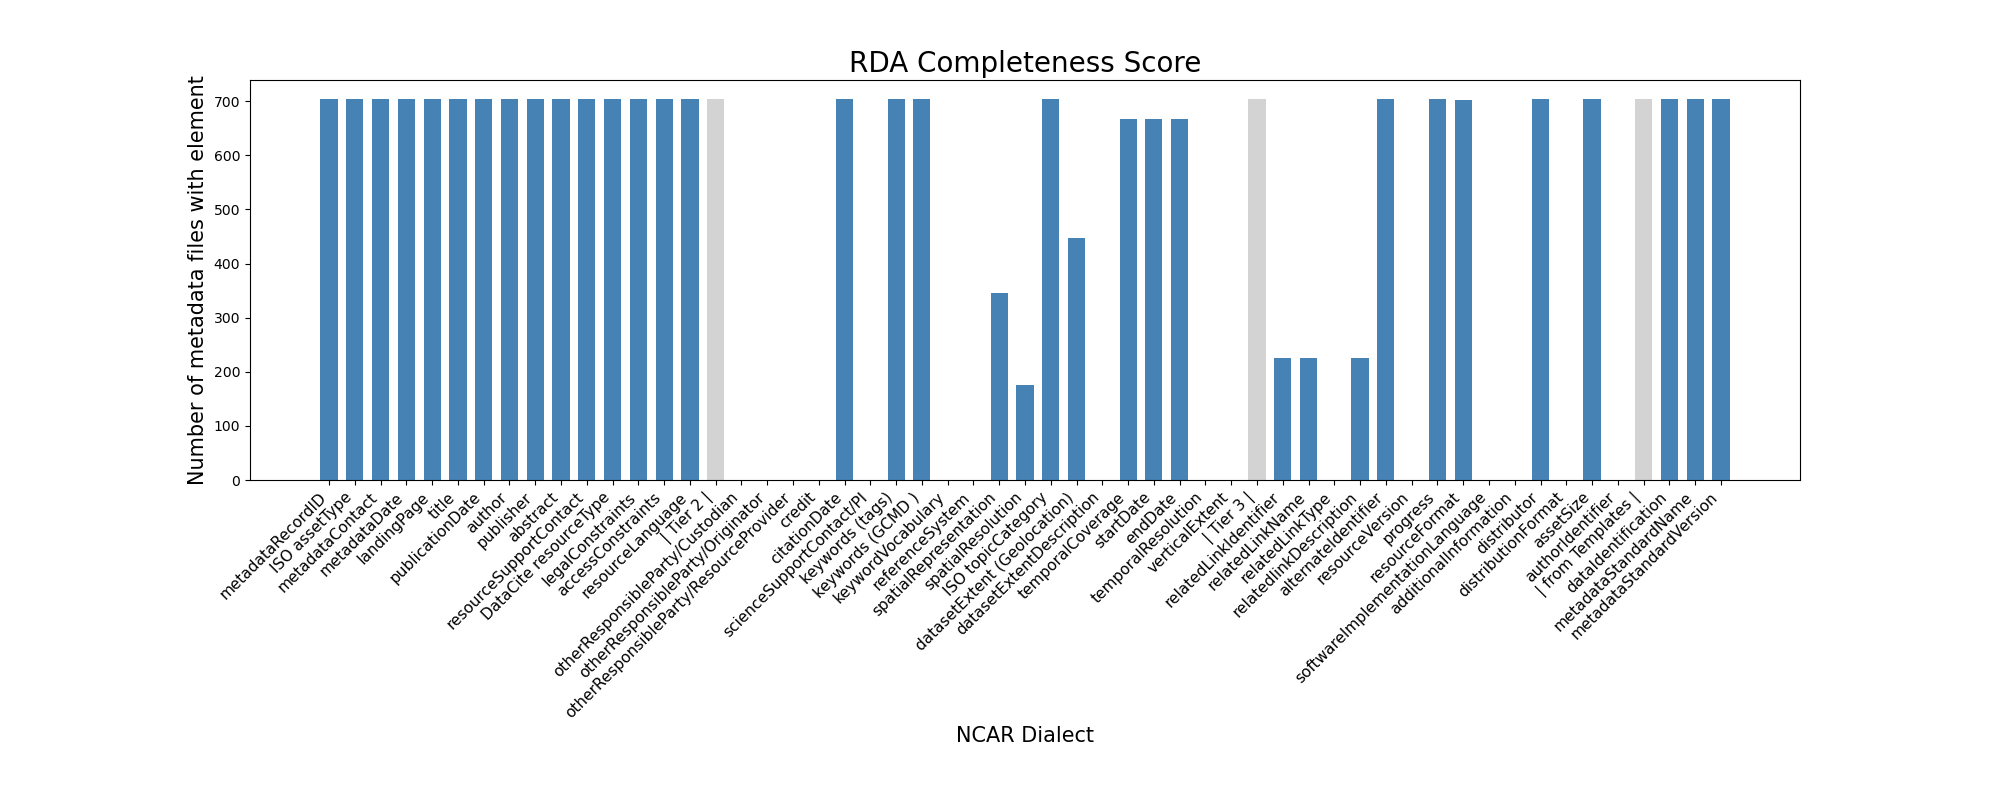 RDA Completeness Score
Number of metadata files with element
700
600
500
400
300
200
100
0
metadataRecordID
ISO assetType
metadataContact
metadataDate
landingPage
title
publicationDate
author
publisher
abstract
resourceSupportContact
DataCite resourceType
legalConstraints
accessConstraints
resourceLanguage
| Tier 2 |
otherResponsibleParty/Custodian
otherResponsibleParty/Originator
otherResponsibleParty/ResourceProvider
credit
citationDate
scienceSupportContact/PI
keywords (tags)
keywords (GCMD )
keywordVocabulary
referenceSystem
spatialRepresentation
spatialResolution
ISO topicCategory
datasetExtent (Geolocation)
datasetExtentDescription
temporalCoverage
startDate
endDate
temporalResolution
verticalExtent
| Tier 3 |
relatedLinkIdentifier
relatedLinkName
relatedLinkType
relatedlinkDescription
alternateIdentifier
resourceVersion
progress
resourceFormat
softwareImplementationLanguage
additionalInformation
distributor
distributionFormat
assetSize
authorIdentifier
| from Templates |
dataIdentification
metadataStandardName
metadataStandardVersion
NCAR Dialect